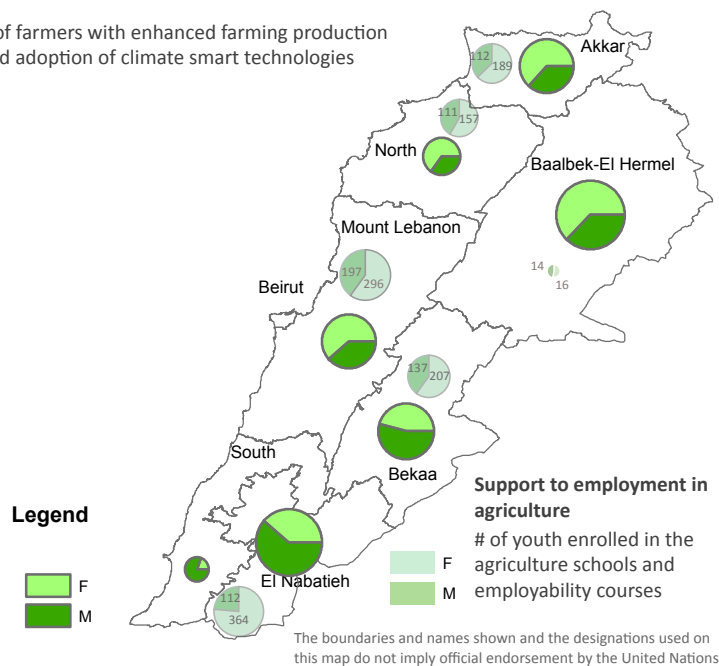 of farmers with enhanced farming production
d adoption of climate smart technologies
Akkar
112
189
111
157
North
Baalbek-El Hermel
Mount Lebanon
197
296
14
16
Beirut
137
207
South
Bekaa
Support to employment in
agriculture
# of youth enrolled in the
agriculture schools and
employability courses
F
M
Legend
F
M
El Nabatieh
112
364
The boundaries and names shown and the designations used on
this map do not imply official endorsement by the United Nations